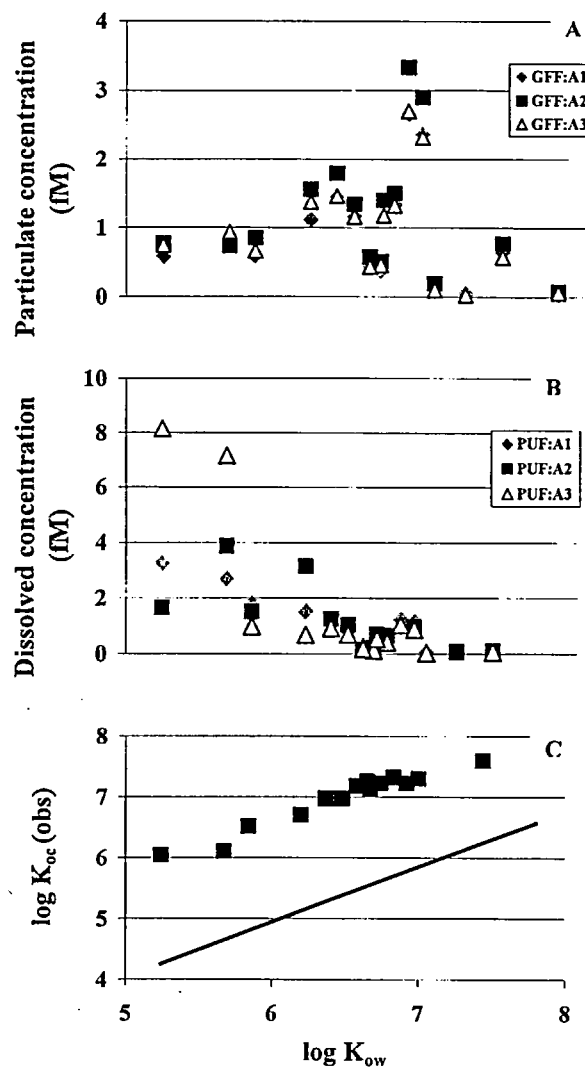 A
4
3
2
1
0
Particulate concentration
(fM)
GFF:A1
GFF:A2
GFF:A3
B
10
8
6
4
2
0
Dissolved concentration
(fM)
PUF:A1
PUF:A2
PUF:A3
C
8
7
6
5
4
log Koc (obs)
5
6
7
8
log Kow